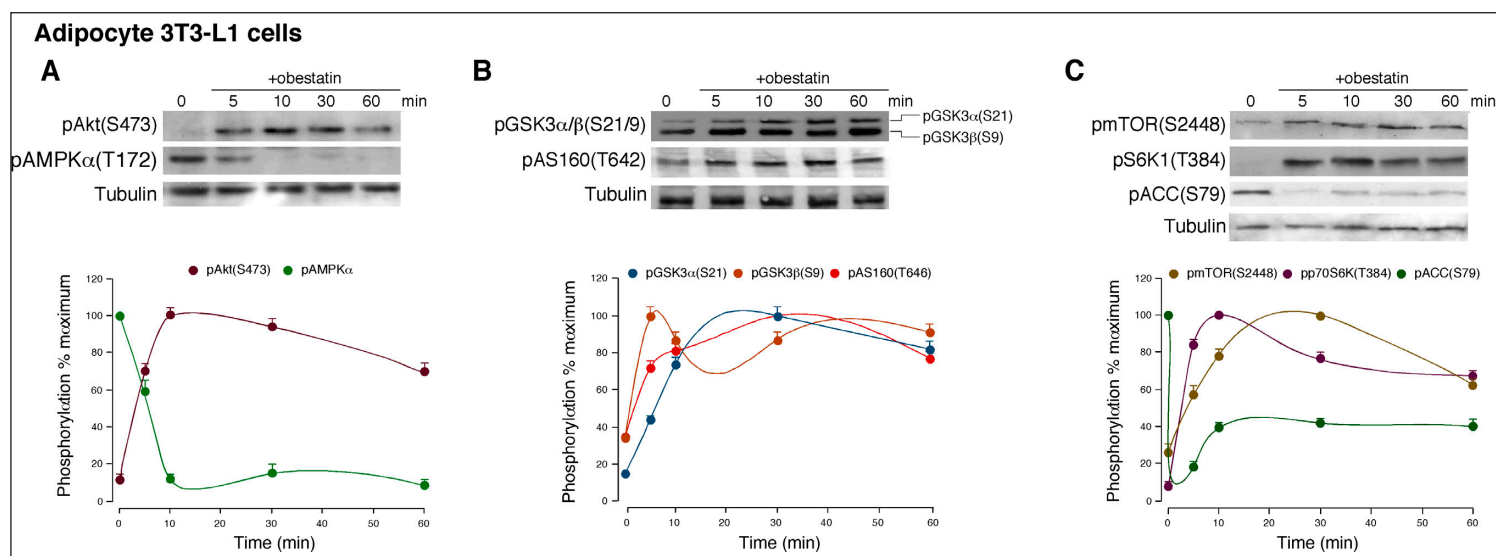 Adipocyte 3T3-L1 cells
A
+obestatin
0 5 10 30 60 min
pAkt(S473)
pAMPKα(T172)
Tubulin
pAkt(S473) pAMPKα
Phosphorylation % maximum
120
100
80
60
40
20
0
0 10 20 30 40 50 60
Time (min)
B
+obestatin
0 5 10 30 60 min
pGSK3α/β(S21/9)
pGSK3α(S21)
pGSK3β(S9)
pAS160(T642)
Tubulin
pGSK3α(S21) pGSK3β(S9) pAS160(T646)
Phosphorylation % maximum
120
100
80
60
40
20
0
0 10 20 30 40 50 60
Time (min)
C
+obestatin
0 5 10 30 60 min
pmTOR(S2448)
pS6K1(T384)
pACC(S79)
Tubulin
pmTOR(S2448) pp70S6K(T384) pACC(S79)
Phosphorylation % maximum
120
100
80
60
40
20
0
0 10 20 30 40 50 60
Time (min)